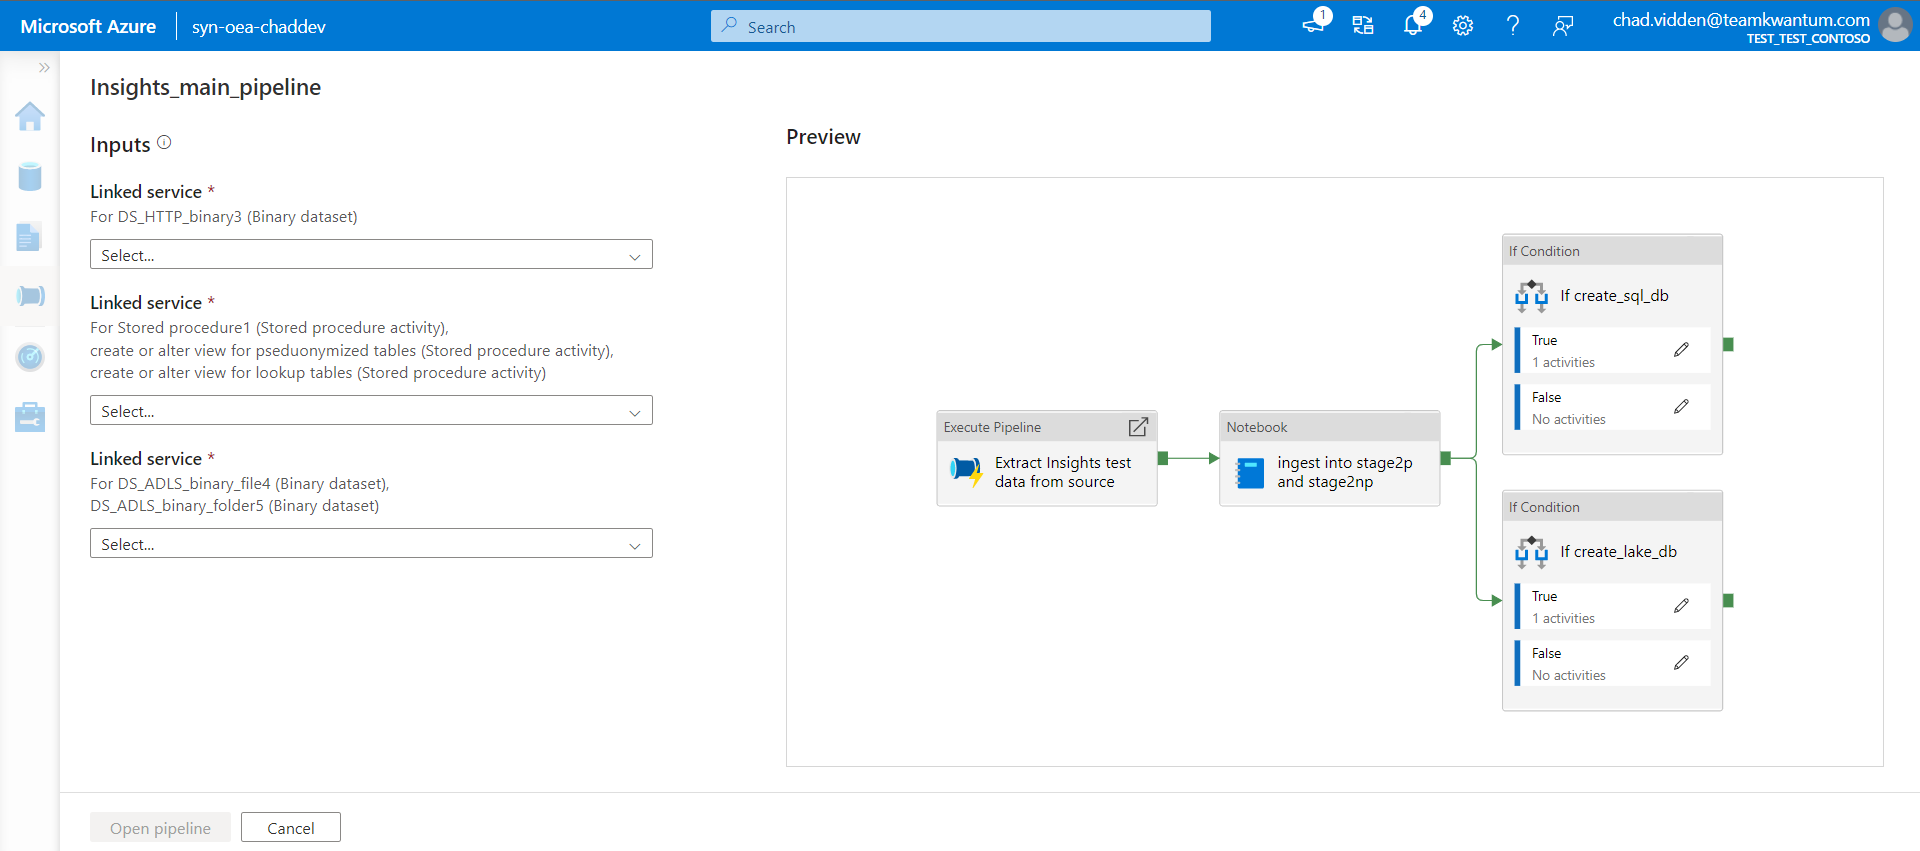 Microsoft Azure
syn-oea-chaddev
Search
1
4
chad.vidden@teamkwantum.com
TEST_TEST_CONTOSO
Insights_main_pipeline
Inputs
Linked service *
For DS_HTTP_binary3 (Binary dataset)
Select...
Linked service *
For Stored procedure1 (Stored procedure activity),
create or alter view for pseduonymized tables (Stored procedure activity),
create or alter view for lookup tables (Stored procedure activity)
Select...
Linked service *
For DS_ADLS_binary_file4 (Binary dataset),
DS_ADLS_binary_folder5 (Binary dataset)
Select...
Preview
Execute Pipeline
Extract Insights test
data from source
Notebook
ingest into stage2p
and stage2np
If Condition
If create_sql_db
True
1 activities
False
No activities
If Condition
If create_lake_db
True
1 activities
False
No activities
Open pipeline
Cancel